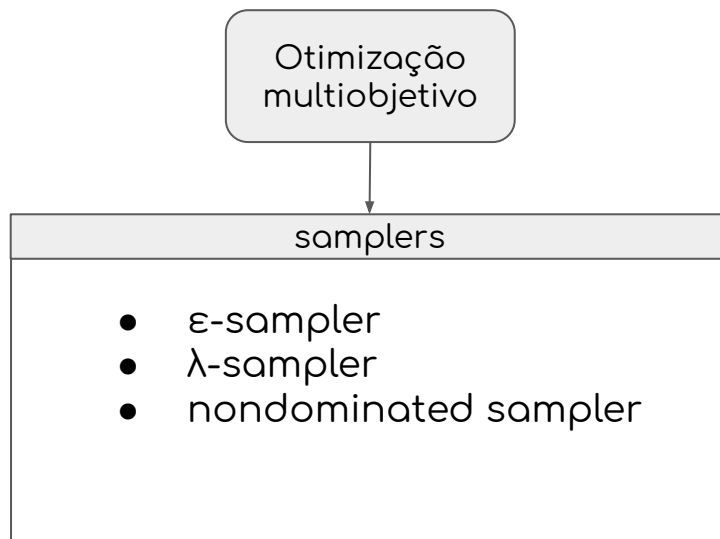 Otimização
multiobjetivo
samplers
● ε-sampler
● λ-sampler
● nondominated sampler